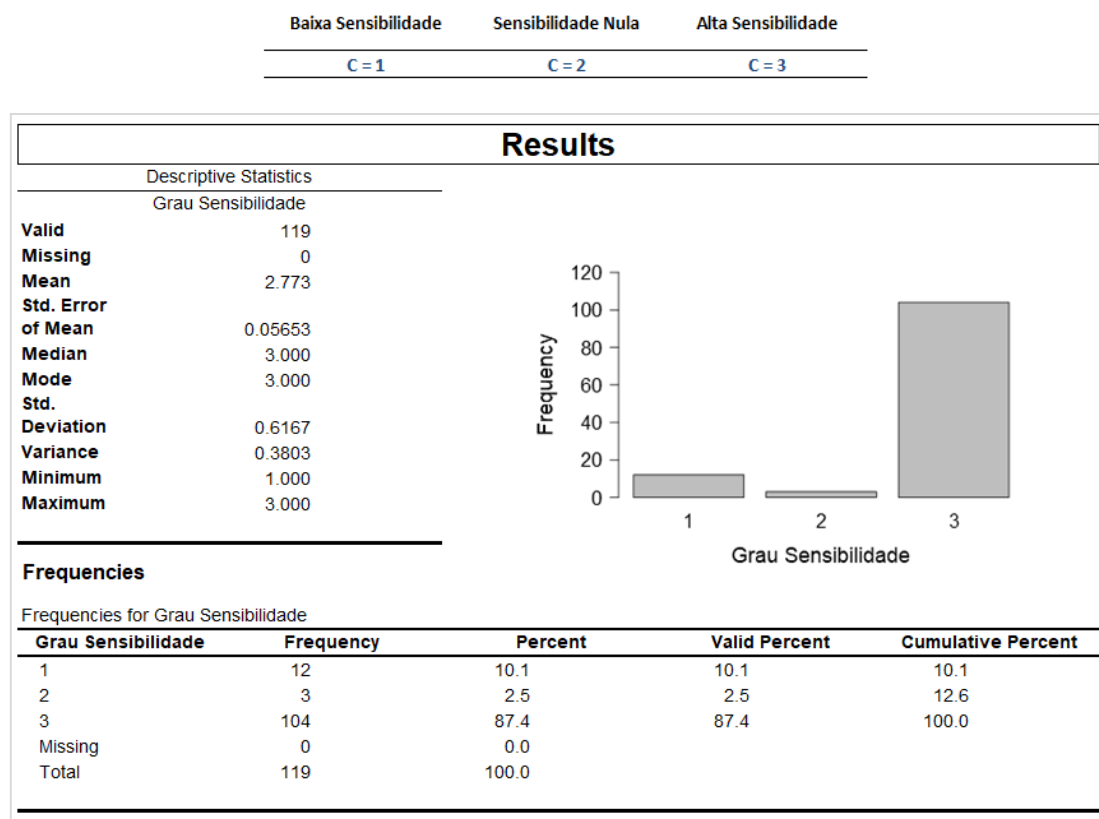 Baixa Sensibilidade Sensibilidade Nula Alta Sensibilidade
C = 1 C = 2 C = 3
Results
Descriptive Statistics
Grau Sensibilidade
Valid 119
Missing 0
Mean 2.773
Std. Error
of Mean 0.05653
Median 3.000
Mode 3.000
Std.
Deviation 0.6167
Variance 0.3803
Minimum 1.000
Maximum 3.000
120
100
80
60
40
20
0
Frequency
1 2 3
Grau Sensibilidade
Frequencies
Frequencies for Grau Sensibilidade
Grau Sensibilidade Frequency Percent Valid Percent Cumulative Percent
1 12 10.1 10.1 10.1
2 3 2.5 2.5 12.6
3 104 87.4 87.4 100.0
Missing 0 0.0
Total 119 100.0